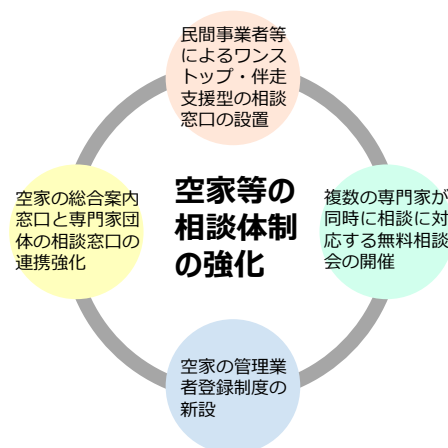 民間事業者等
によるワンス
トップ・伴走
支援型の相談
窓口の設置
空家の総合案内
窓口と専門家団
体の相談窓口の
連携強化
空家等の
相談体制
の強化
複数の専門家が
同時に相談に対
応する無料相談
会の開催
空家の管理業
者登録制度の
新設